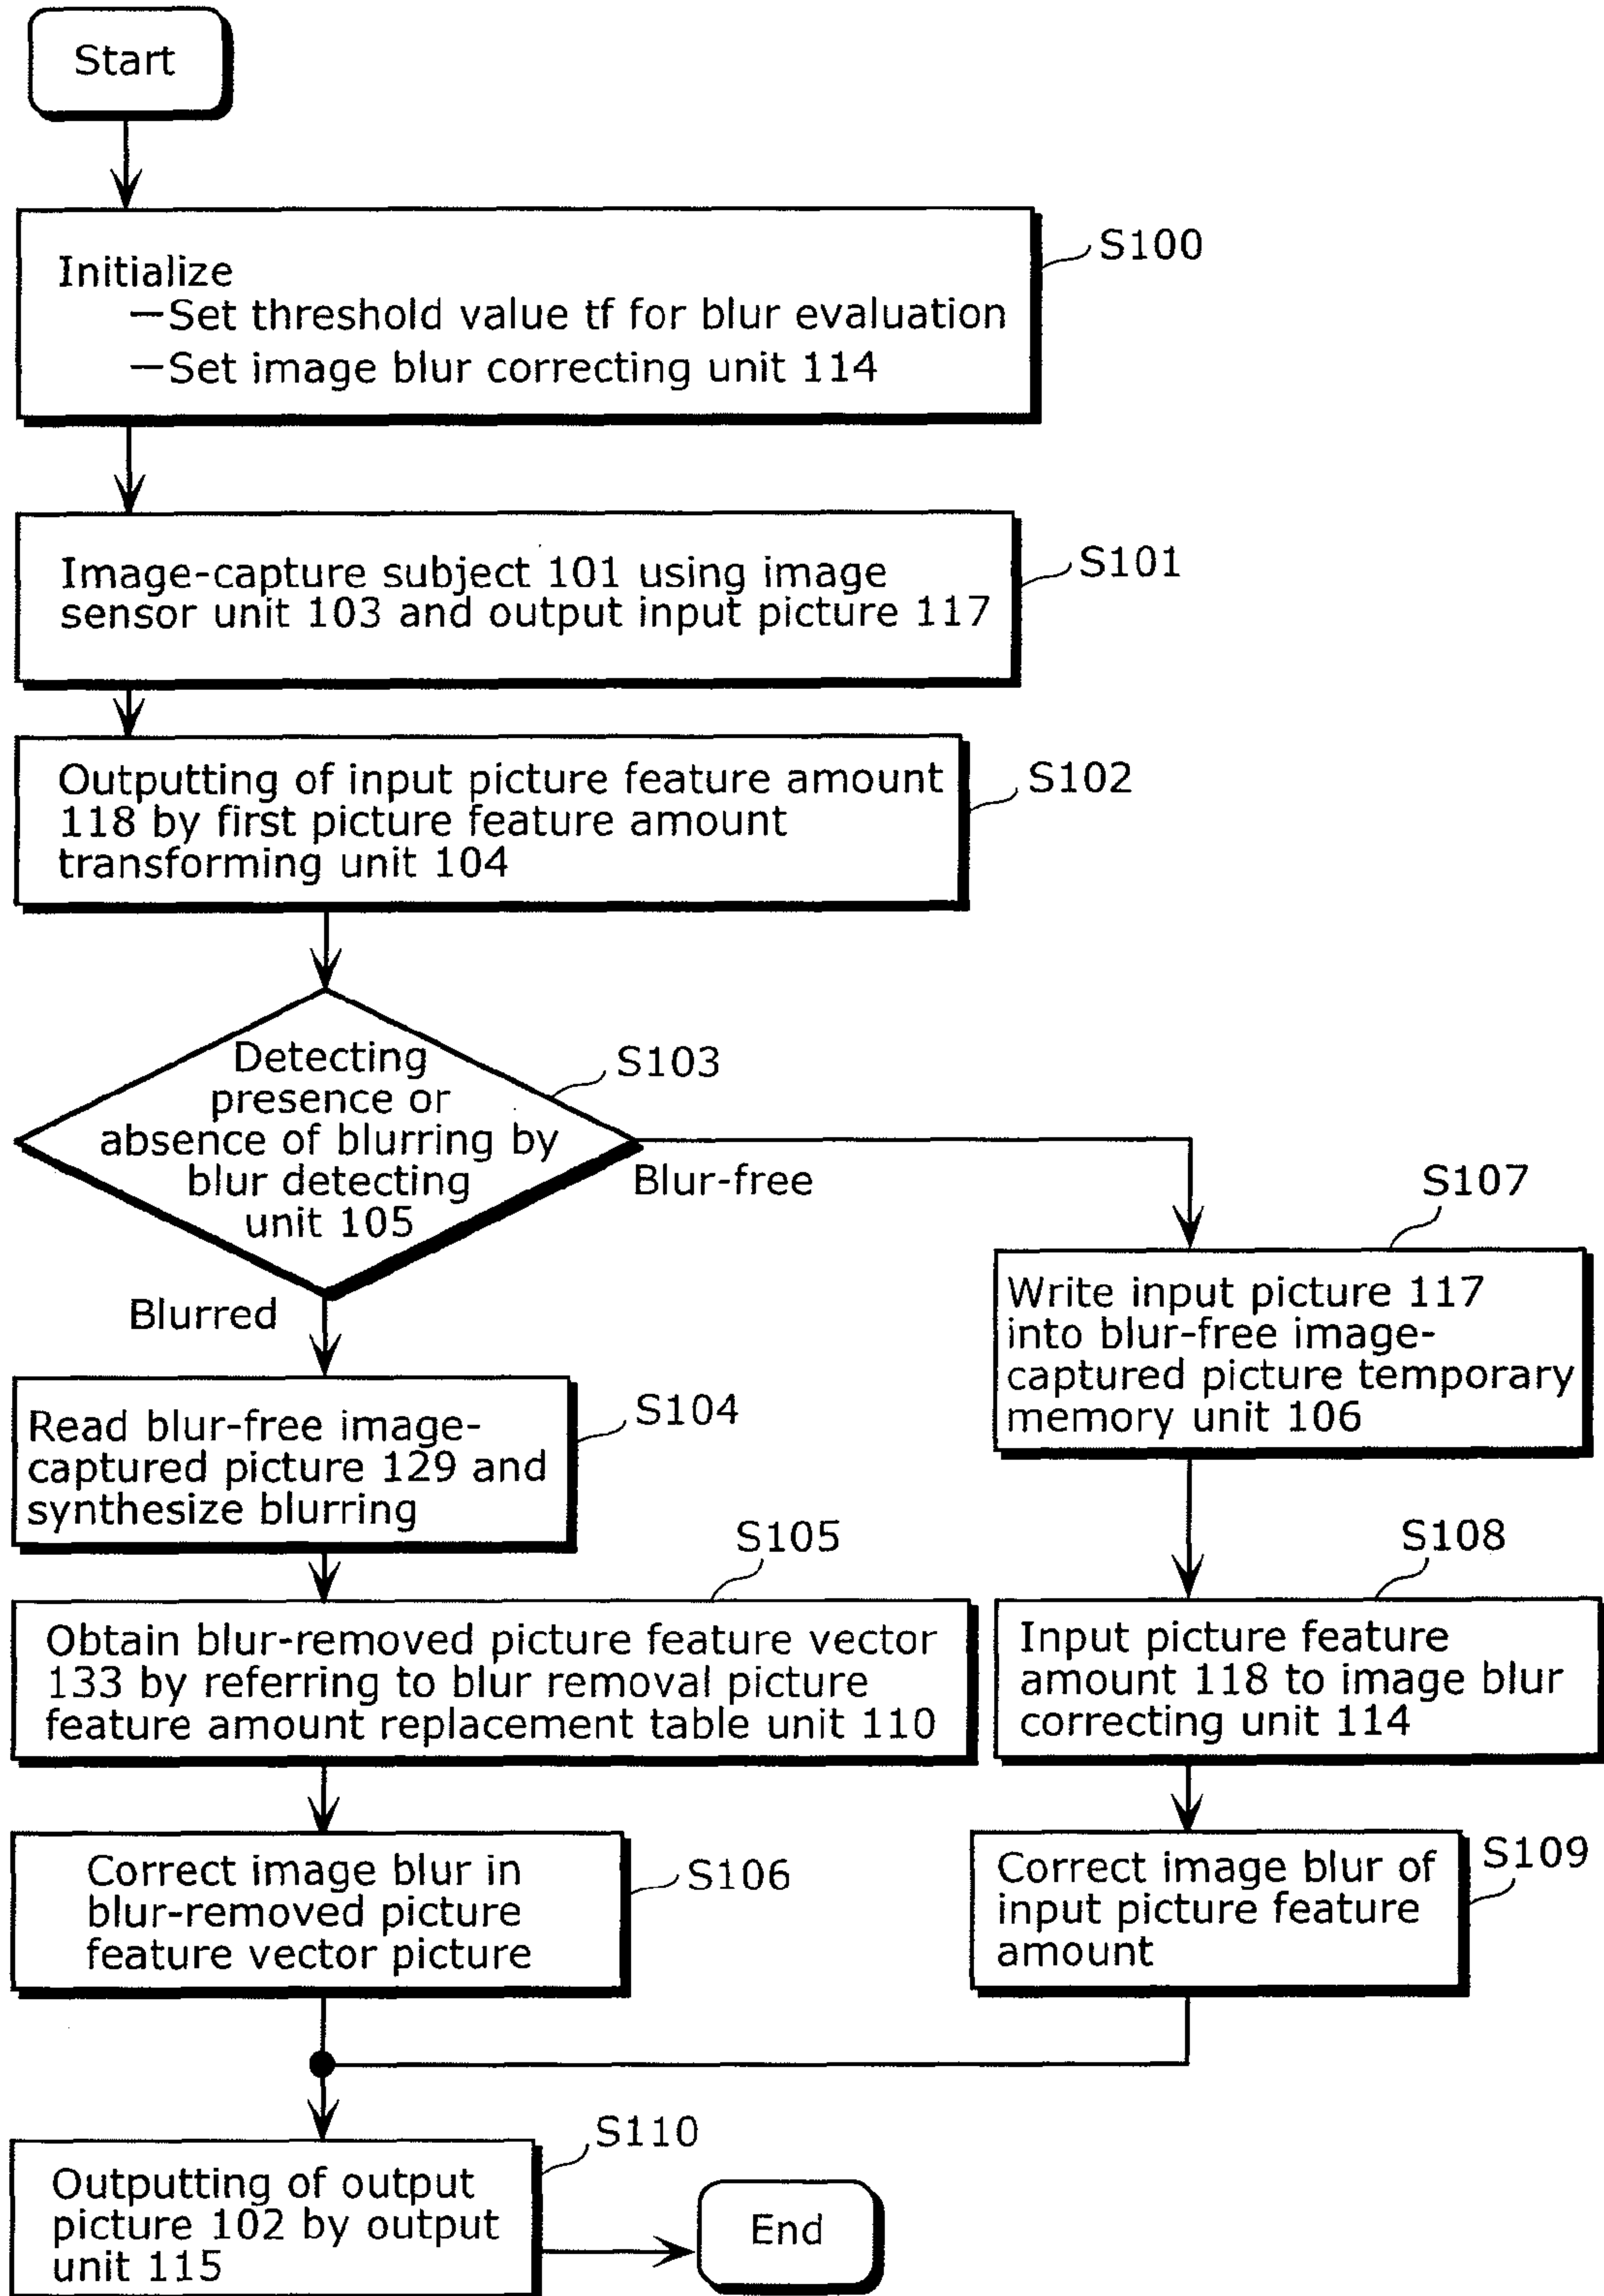 Start
Initialize
—Set threshold value tf for blur evaluation
—Set image blur correcting unit 114
S100
Image-capture subject 101 using image
sensor unit 103 and output input picture 117
S101
Outputting of input picture feature amount
118 by first picture feature amount
transforming unit 104
S102
Detecting
presence or
absence of blurring by
blur detecting
unit 105
S103
Blur-free
Blurred
Read blur-free image-
captured picture 129 and
synthesize blurring
S104
Obtain blur-removed picture feature vector
133 by referring to blur removal picture
feature amount replacement table unit 110
S105
Correct image blur in
blur-removed picture
feature vector picture
S106
Write input picture 117
into blur-free image-
captured picture temporary
memory unit 106
S107
Input picture feature
amount 118 to image blur
correcting unit 114
S108
Correct image blur of
input picture feature
amount
S109
Outputting of output
picture 102 by output
unit 115
S110
End